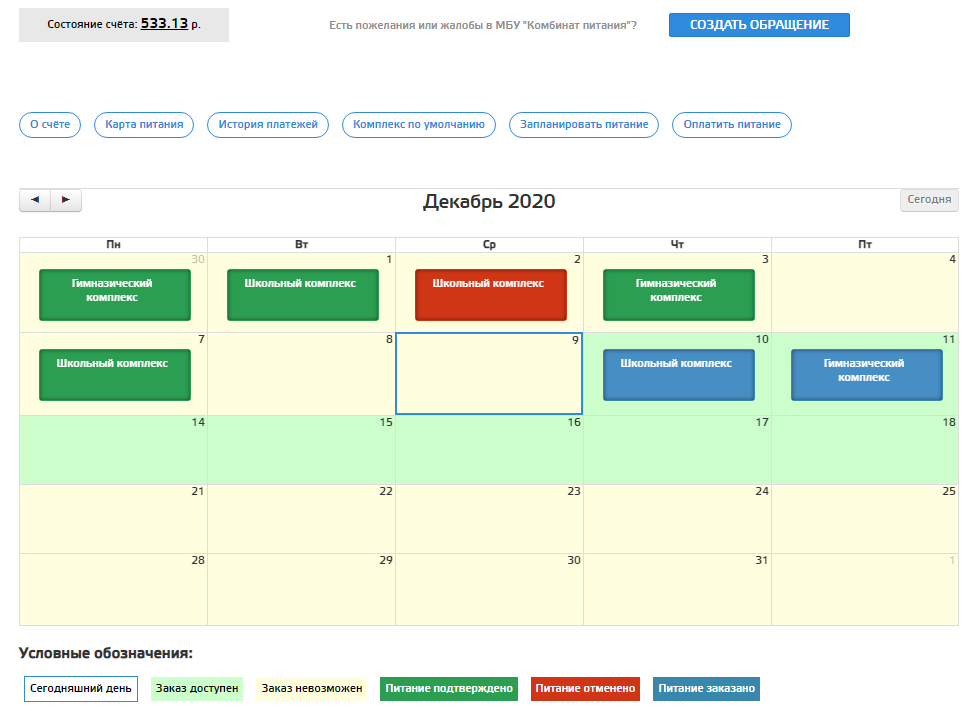 Состояние счёта: 533.13 р.
Есть пожелания или жалобы в МБУ "Комбинат питания"?
СОЗДАТЬ ОБРАЩЕНИЕ
О счёте
Карта питания
История платежей
Комплекс по умолчанию
Запланировать питание
Оплатить питание
◄ ►
Декабрь 2020
Сегодня
Пн Вт Ср Чт Пт
30 1 2 3 4
Гимназический
комплекс
Школьный комплекс
Школьный комплекс
Гимназический
комплекс
7 8 9 10 11
Школьный комплекс
Школьный комплекс
Гимназический
комплекс
14 15 16 17 18
21 22 23 24 25
28 29 30 31 1
Условные обозначения:
Сегодняшний день
Заказ доступен
Заказ невозможен
Питание подтверждено
Питание отменено
Питание заказано